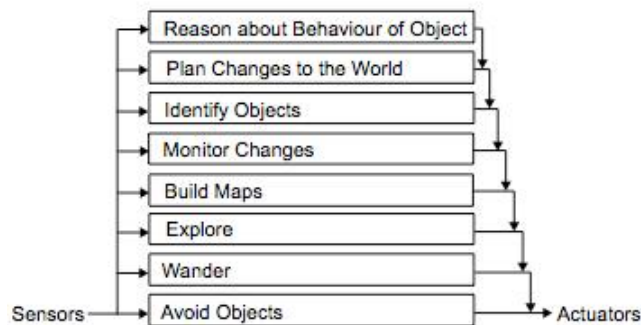 Reason about Behaviour of Object
Plan Changes to the World
Identify Objects
Monitor Changes
Build Maps
Explore
Wander
Sensors
Avoid Objects
Actuators